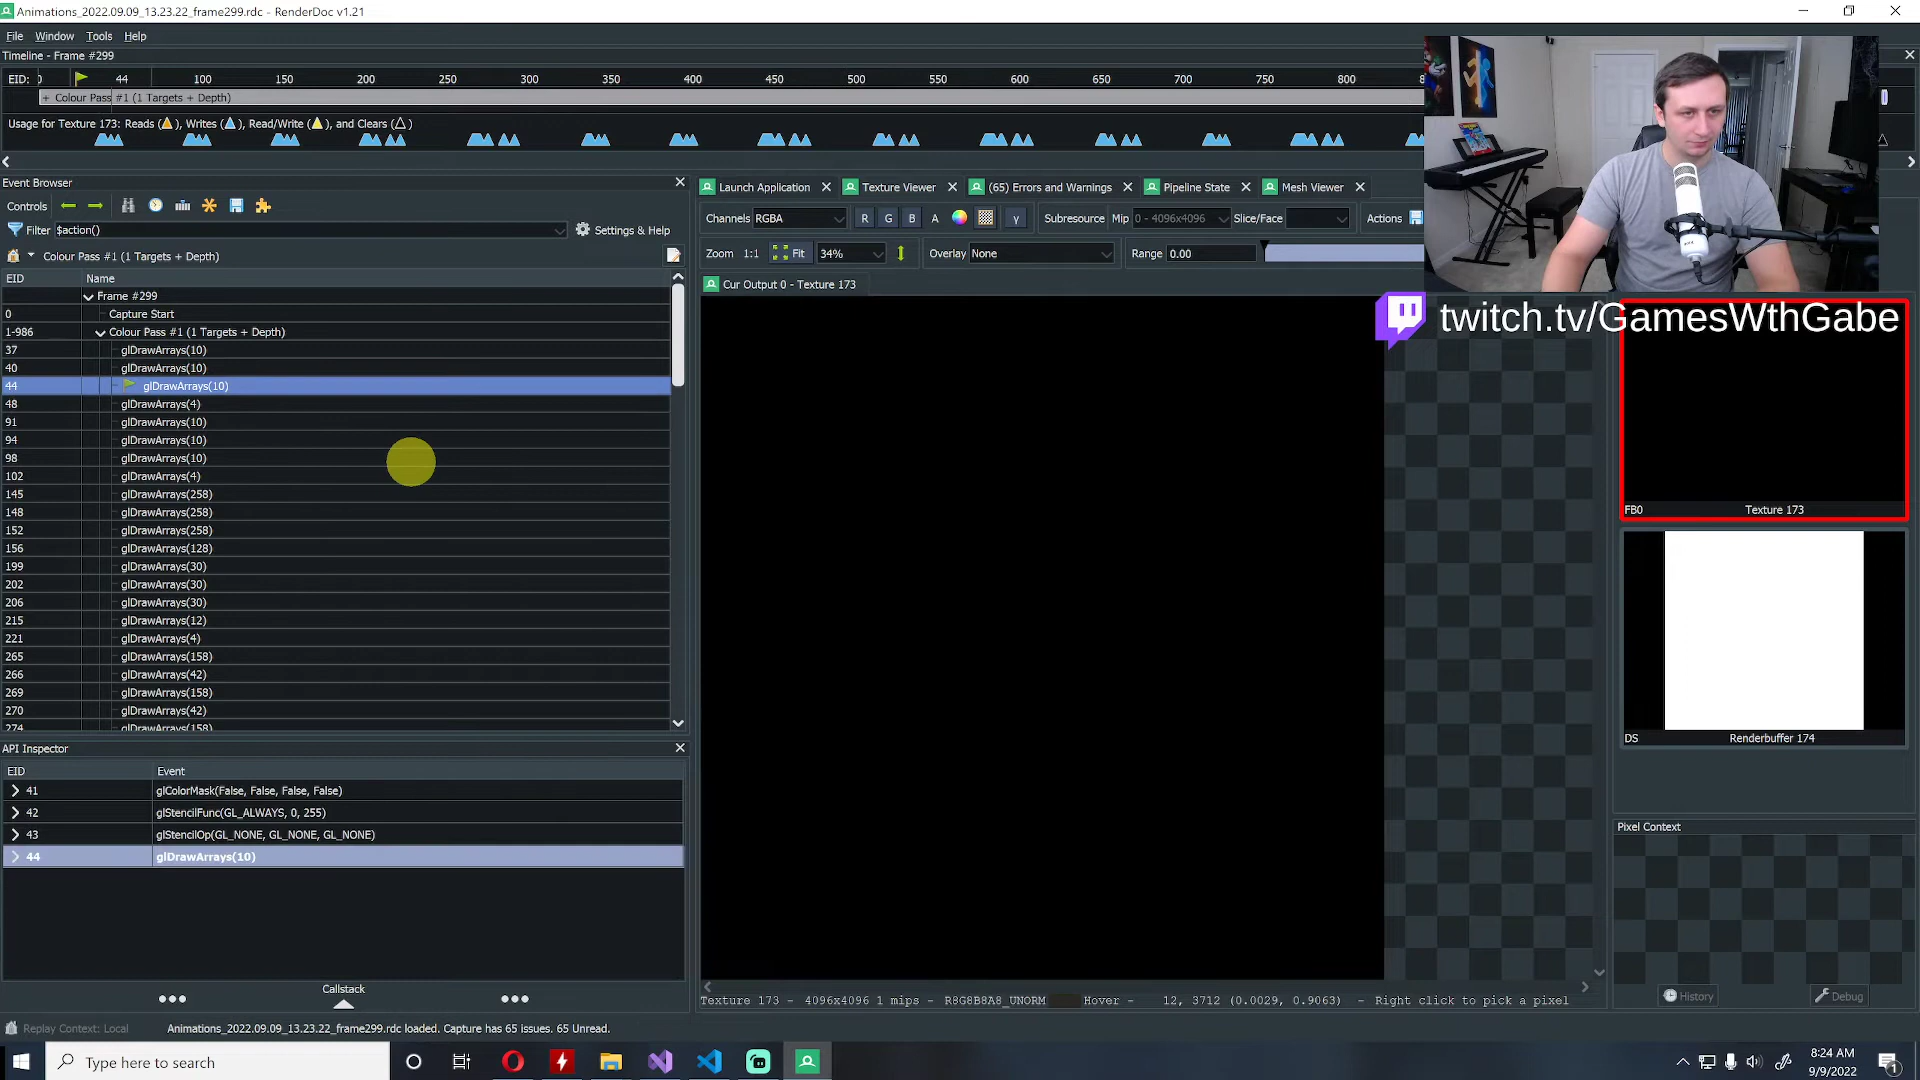 Animations_2022.09.09_13.23.22_frame299.rdc - RenderDoc v1.21
File Window Tools Help
Timeline - Frame #299
EID: 0 44 100 150 200 250 300 350 400 450 500 550 600 650 700 750 800
+ Colour Pass #1 (1 Targets + Depth)
Usage for Texture 173: Reads (▲), Writes (▲), Read/Write (▲), and Clears (△)
Event Browser
Controls
Filter $action() Settings & Help
Colour Pass #1 (1 Targets + Depth)
EID Name
Frame #299
0 Capture Start
1-986 Colour Pass #1 (1 Targets + Depth)
37 glDrawArrays(10)
40 glDrawArrays(10)
44 glDrawArrays(10)
48 glDrawArrays(4)
91 glDrawArrays(10)
94 glDrawArrays(10)
98 glDrawArrays(10)
102 glDrawArrays(4)
145 glDrawArrays(258)
148 glDrawArrays(258)
152 glDrawArrays(258)
156 glDrawArrays(128)
199 glDrawArrays(30)
202 glDrawArrays(30)
206 glDrawArrays(30)
215 glDrawArrays(12)
221 glDrawArrays(4)
265 glDrawArrays(158)
266 glDrawArrays(42)
269 glDrawArrays(158)
270 glDrawArrays(42)
274 glDrawArrays(158)
API Inspector
EID Event
41 glColorMask(False, False, False, False)
42 glStencilFunc(GL_ALWAYS, 0, 255)
43 glStencilOp(GL_NONE, GL_NONE, GL_NONE)
44 glDrawArrays(10)
Callstack
Launch Application Texture Viewer (65) Errors and Warnings Pipeline State Mesh Viewer
Channels RGBA R G B A γ Subresource Mip 0 - 4096x4096 Slice/Face Actions
Zoom 1:1 Fit 34% Overlay None Range 0.00
Cur Output 0 - Texture 173
twitch.tv/GamesWthGabe
FB0 Texture 173
DS Renderbuffer 174
Pixel Context
History Debug
Texture 173 - 4096x4096 1 mips - R8G8B8A8_UNORM Hover - 12, 3712 (0.0029, 0.9063) - Right click to pick a pixel
Replay Context: Local Animations_2022.09.09_13.23.22_frame299.rdc loaded. Capture has 65 issues. 65 Unread.
Type here to search
8:24 AM
9/9/2022
1